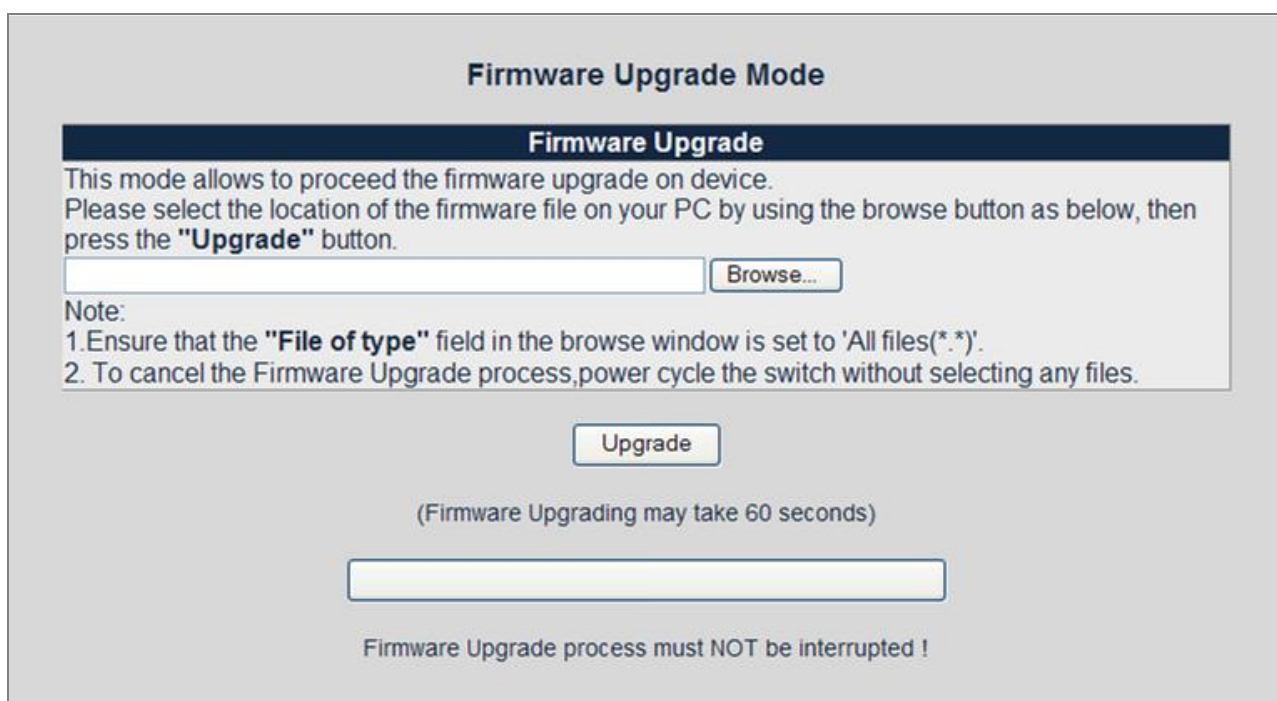 Firmware Upgrade Mode
Firmware Upgrade
This mode allows to proceed the firmware upgrade on device.
Please select the location of the firmware file on your PC by using the browse button as below, then
press the "Upgrade" button.
Browse...
Note:
1.Ensure that the "File of type" field in the browse window is set to 'All files(*.*)'.
2. To cancel the Firmware Upgrade process,power cycle the switch without selecting any files.
Upgrade
(Firmware Upgrading may take 60 seconds)
Firmware Upgrade process must NOT be interrupted !